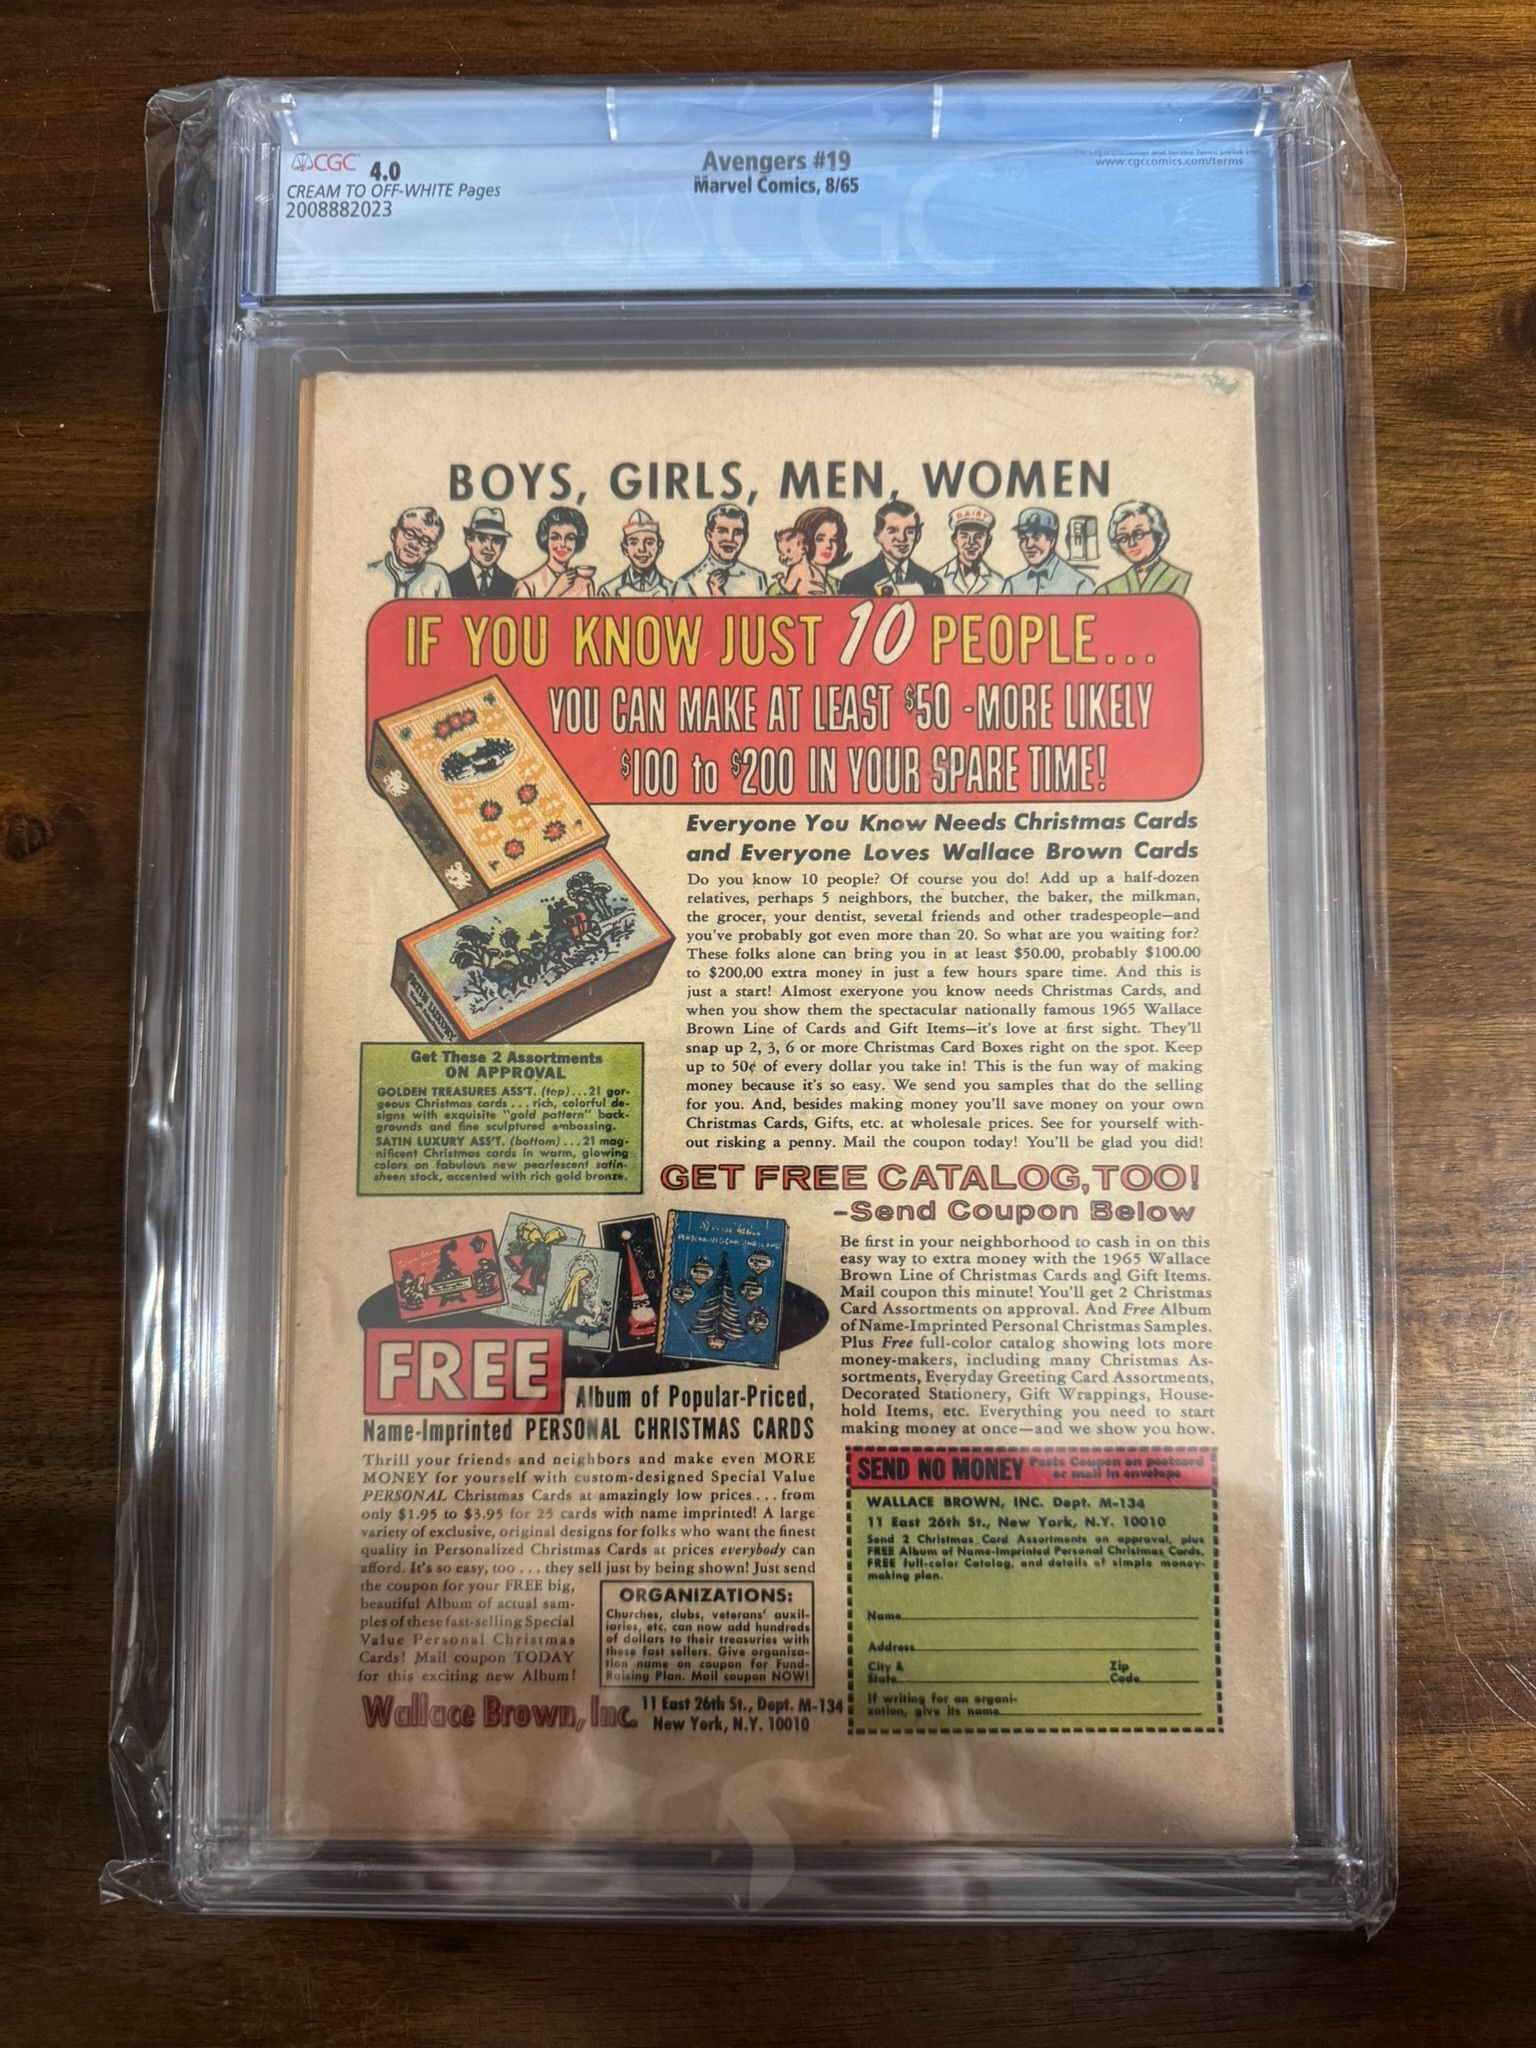 CGC 4.0
CREAM TO OFF-WHITE Pages
2008882023
Avengers #19
Marvel Comics, 8/65
www.cgccomics.com/terms
CGC
BOYS, GIRLS, MEN, WOMEN
DAIRY
IF YOU KNOW JUST 10 PEOPLE...
YOU CAN MAKE AT LEAST $50 - MORE LIKELY
$100 to $200 IN YOUR SPARE TIME!
Everyone You Know Needs Christmas Cards
and Everyone Loves Wallace Brown Cards
Do you know 10 people? Of course you do! Add up a half-dozen
relatives, perhaps 5 neighbors, the butcher, the baker, the milkman,
the grocer, your dentist, several friends and other tradespeople—and
you've probably got even more than 20. So what are you waiting for?
These folks alone can bring you in at least $50.00, probably $100.00
to $200.00 extra money in just a few hours spare time. And this is
just a start! Almost exeryone you know needs Christmas Cards, and
when you show them the spectacular nationally famous 1965 Wallace
Brown Line of Cards and Gift Items—it's love at first sight. They'll
snap up 2, 3, 6 or more Christmas Card Boxes right on the spot. Keep
up to 50¢ of every dollar you take in! This is the fun way of making
money because it's so easy. We send you samples that do the selling
for you. And, besides making money you'll save money on your own
Christmas Cards, Gifts, etc. at wholesale prices. See for yourself with-
out risking a penny. Mail the coupon today! You'll be glad you did!
Get These 2 Assortments
ON APPROVAL
GOLDEN TREASURES ASS'T. (top)...21 gor-
geous Christmas cards . . . rich, colorful de-
signs with exquisite "gold pattern" back-
grounds and fine sculptured embossing.
SATIN LUXURY ASS'T. (bottom) . . . 21 mag-
nificent Christmas cards in warm, glowing
colors on fabulous new pearlescent satin-
sheen stock, accented with rich gold bronze.
GET FREE CATALOG, TOO!
-Send Coupon Below
Be first in your neighborhood to cash in on this
easy way to extra money with the 1965 Wallace
Brown Line of Christmas Cards and Gift Items.
Mail coupon this minute! You'll get 2 Christmas
Card Assortments on approval. And Free Album
of Name-Imprinted Personal Christmas Samples.
Plus Free full-color catalog showing lots more
money-makers, including many Christmas As-
sortments, Everyday Greeting Card Assortments,
Decorated Stationery, Gift Wrappings, House-
hold Items, etc. Everything you need to start
making money at once—and we show you how.
FREE Album of Popular-Priced,
Name-Imprinted PERSONAL CHRISTMAS CARDS
Thrill your friends and neighbors and make even MORE
MONEY for yourself with custom-designed Special Value
PERSONAL Christmas Cards at amazingly low prices . . . from
only $1.95 to $3.95 for 25 cards with name imprinted! A large
variety of exclusive, original designs for folks who want the finest
quality in Personalized Christmas Cards at prices everybody can
afford. It's so easy, too . . . they sell just by being shown! Just send
the coupon for your FREE big,
beautiful Album of actual sam-
ples of these fast-selling Special
Value Personal Christmas
Cards! Mail coupon TODAY
for this exciting new Album!
ORGANIZATIONS:
Churches, clubs, veterans' auxil-
iaries, etc. can now add hundreds
of dollars to their treasuries with
these fast sellers. Give organiza-
tion name on coupon for Fund-
Raising Plan. Mail coupon NOW!
Wallace Brown, Inc. 11 East 26th St., Dept. M-134
New York, N.Y. 10010
SEND NO MONEY Paste Coupon on postcard
or mail in envelope
WALLACE BROWN, INC. Dept. M-134
11 East 26th St., New York, N.Y. 10010
Send 2 Christmas Card Assortments on approval, plus
FREE Album of Name-Imprinted Personal Christmas Cards,
FREE full-color Catalog, and details of simple money-
making plan.
Name
Address
City & State Zip Code
If writing for an organi-
zation, give its name